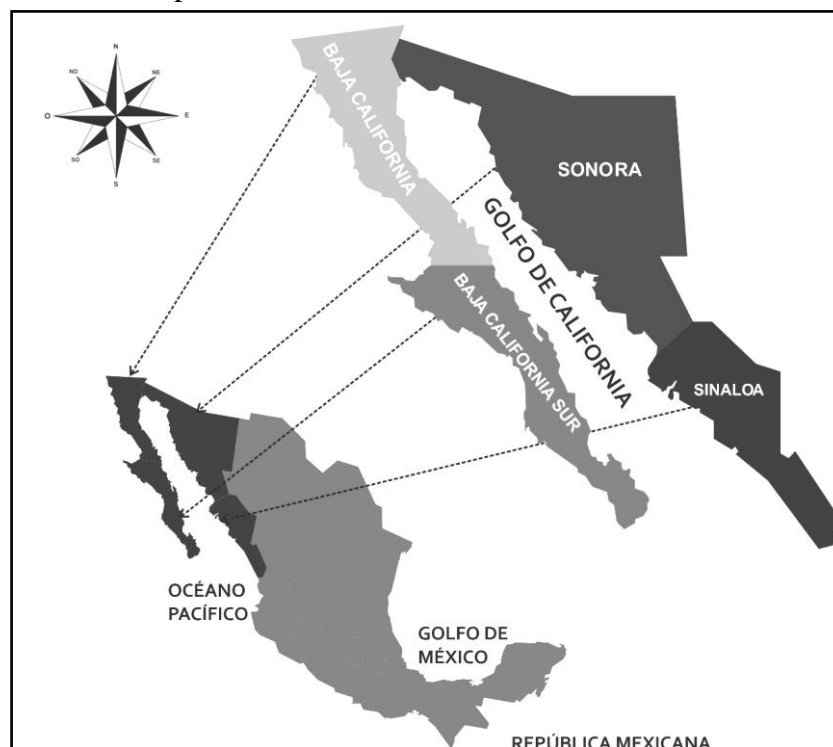 N
NO
NE
O
E
SO
SE
S
BAJA CALIFORNIA
SONORA
GOLFO DE CALIFORNIA
BAJA CALIFORNIA SUR
SINALOA
OCÉANO
PACÍFICO
GOLFO DE
MÉXICO
REPÚBLICA MEXICANA